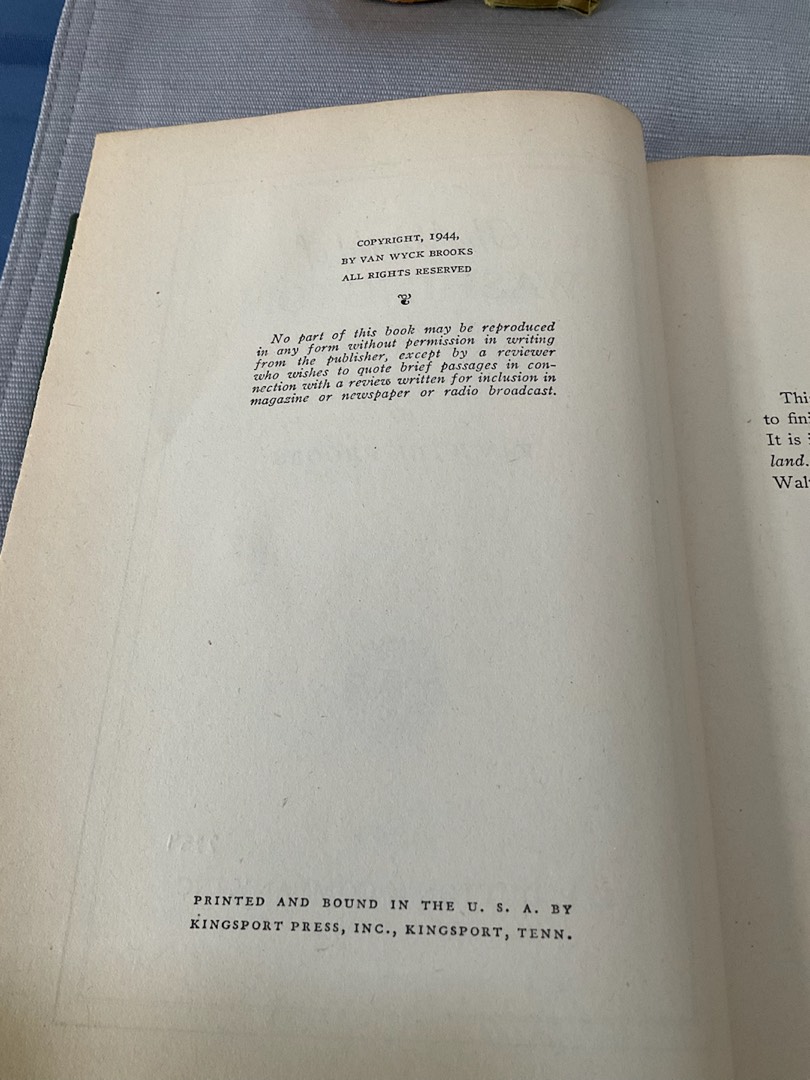 COPYRIGHT, 1944,
BY VAN WYCK BROOKS
ALL RIGHTS RESERVED
No part of this book may be reproduced
in any form without permission in writing
from the publisher, except by a reviewer
who wishes to quote brief passages in con-
nection with a review written for inclusion in
magazine or newspaper or radio broadcast.
PRINTED AND BOUND IN THE U. S. A. BY
KINGSPORT PRESS, INC., KINGSPORT, TENN.
to
It is
land.